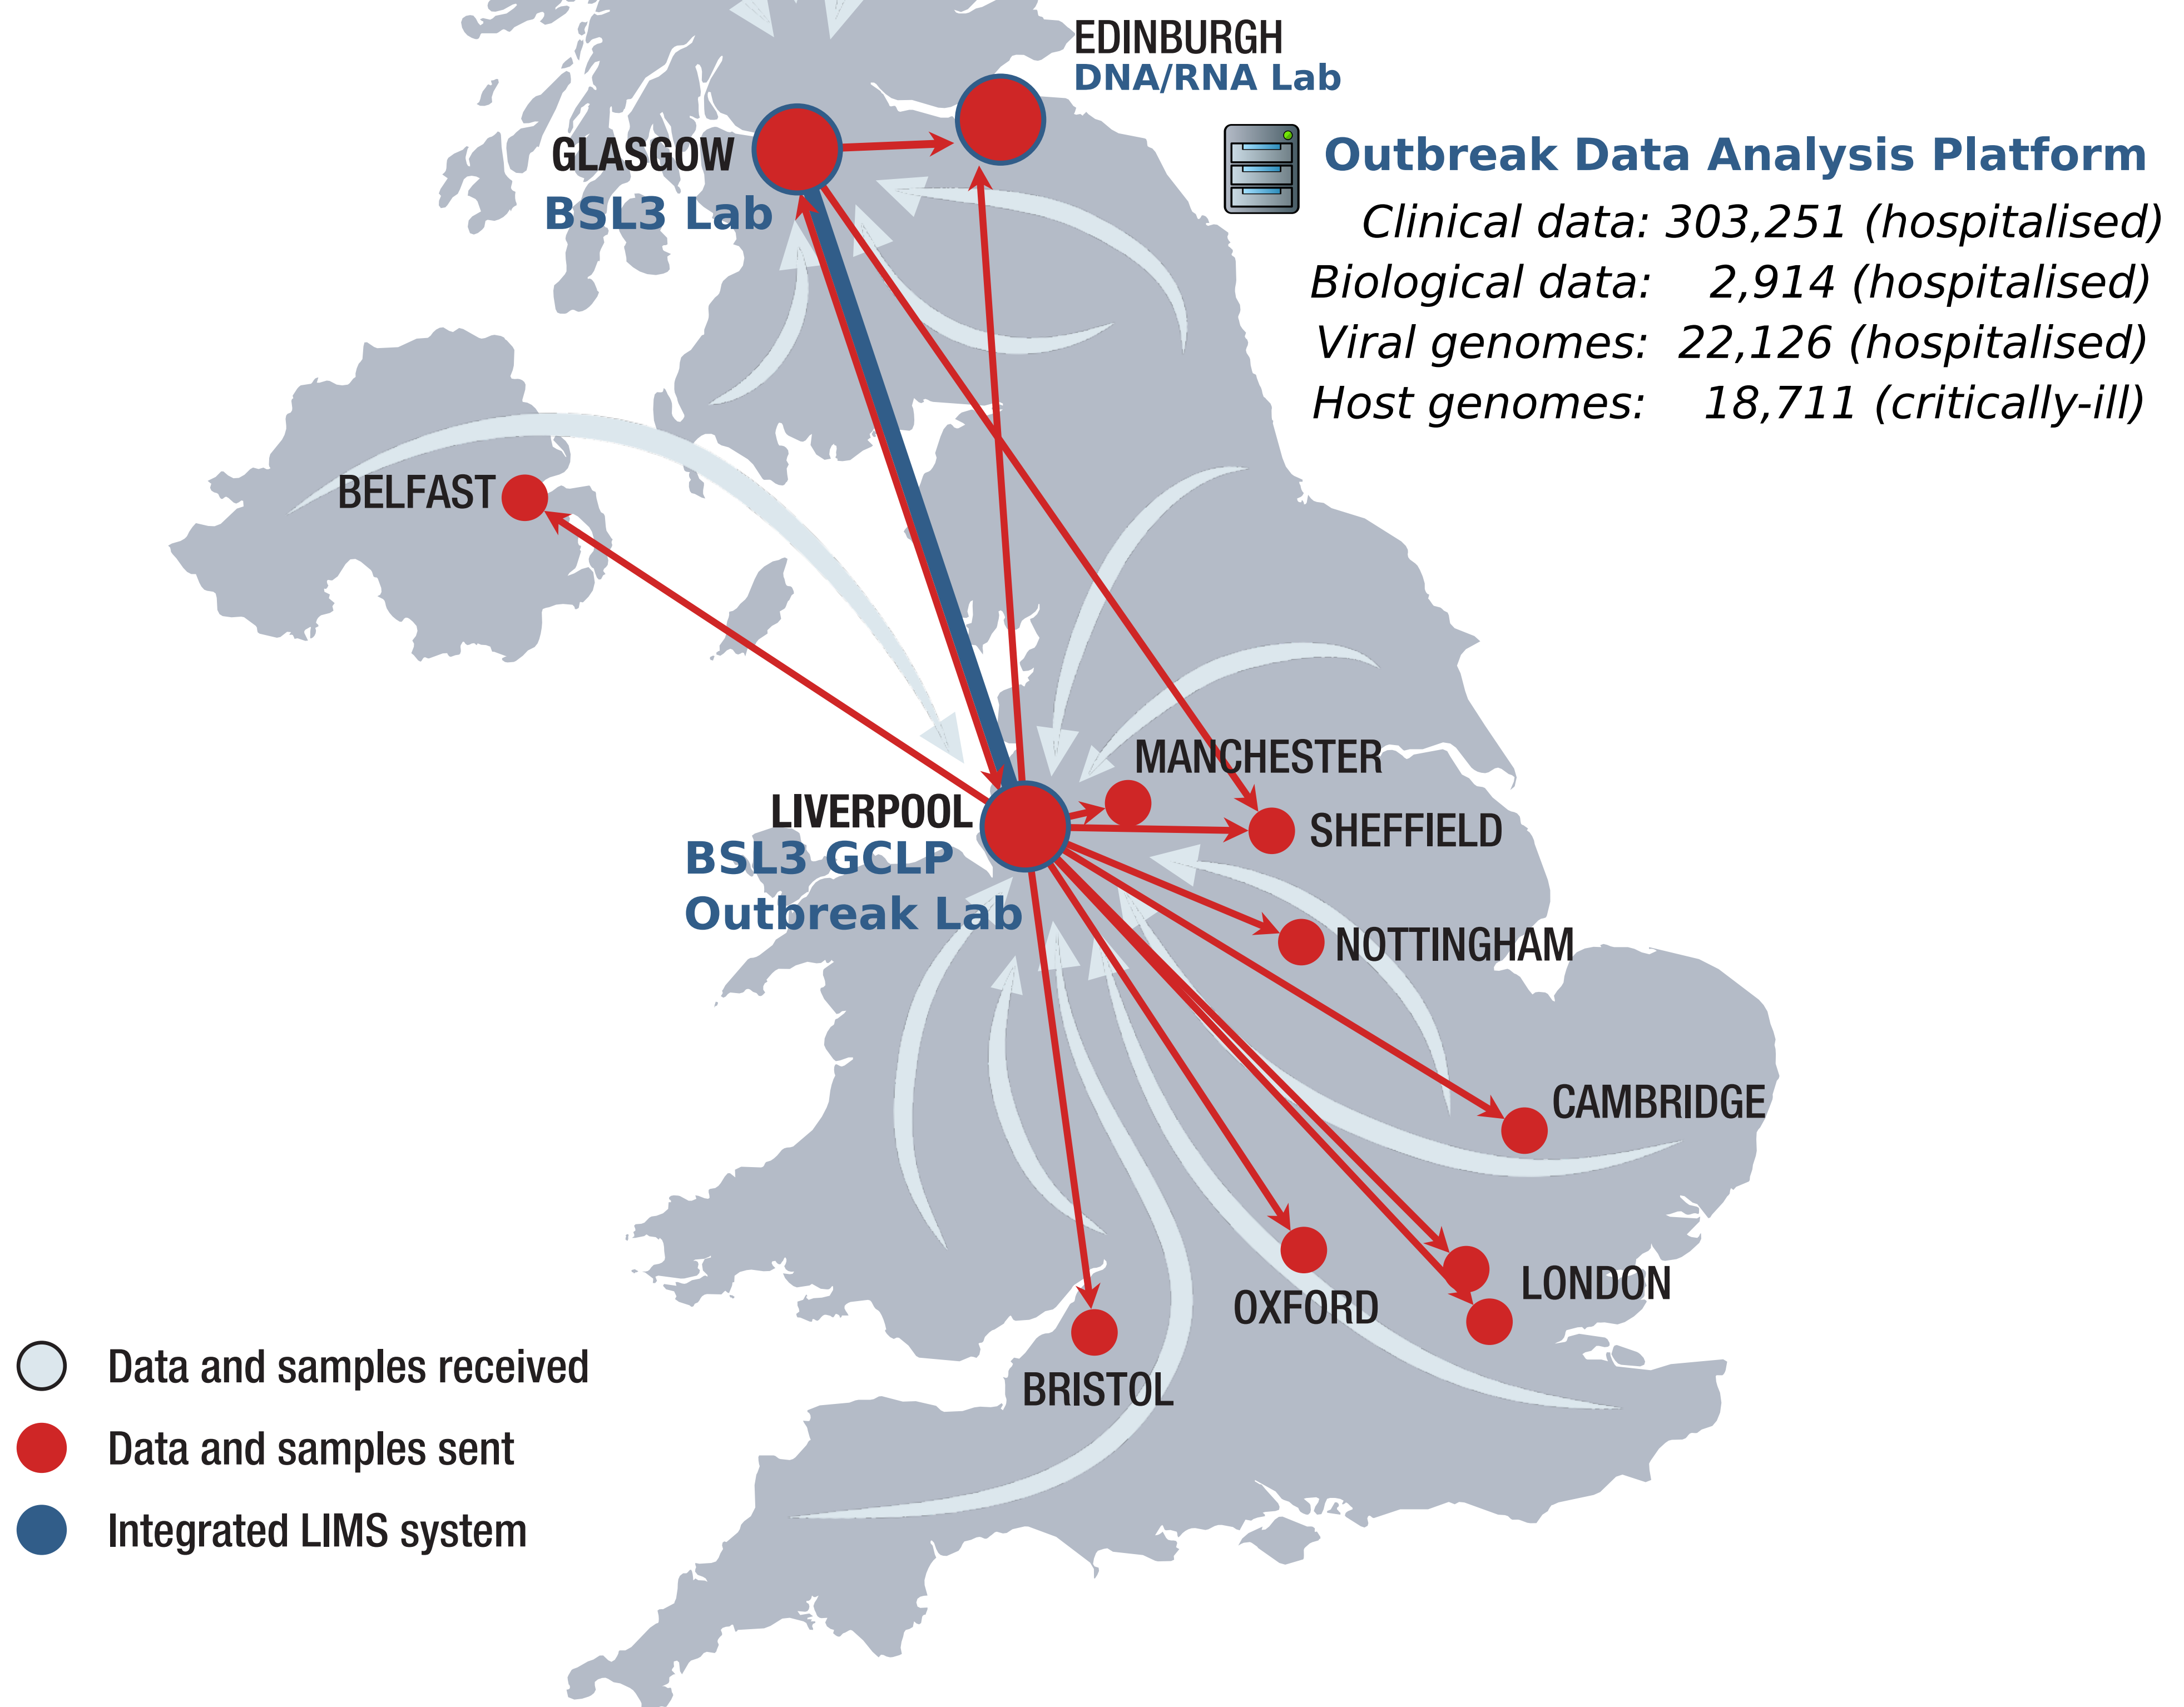 EDINBURGH
DNA/RNA Lab
GLASGOW
BSL3 Lab
Outbreak Data Analysis Platform
Clinical data: 303,251 (hospitalised)
Biological data: 2,914 (hospitalised)
Viral genomes: 22,126 (hospitalised)
Host genomes: 18,711 (critically-ill)
BELFAST
MANCHESTER
LIVERPOOL
BSL3 GCLP
Outbreak Lab
SHEFFIELD
NOTTINGHAM
CAMBRIDGE
LONDON
OXFORD
BRISTOL
Data and samples received
Data and samples sent
Integrated LIMS system